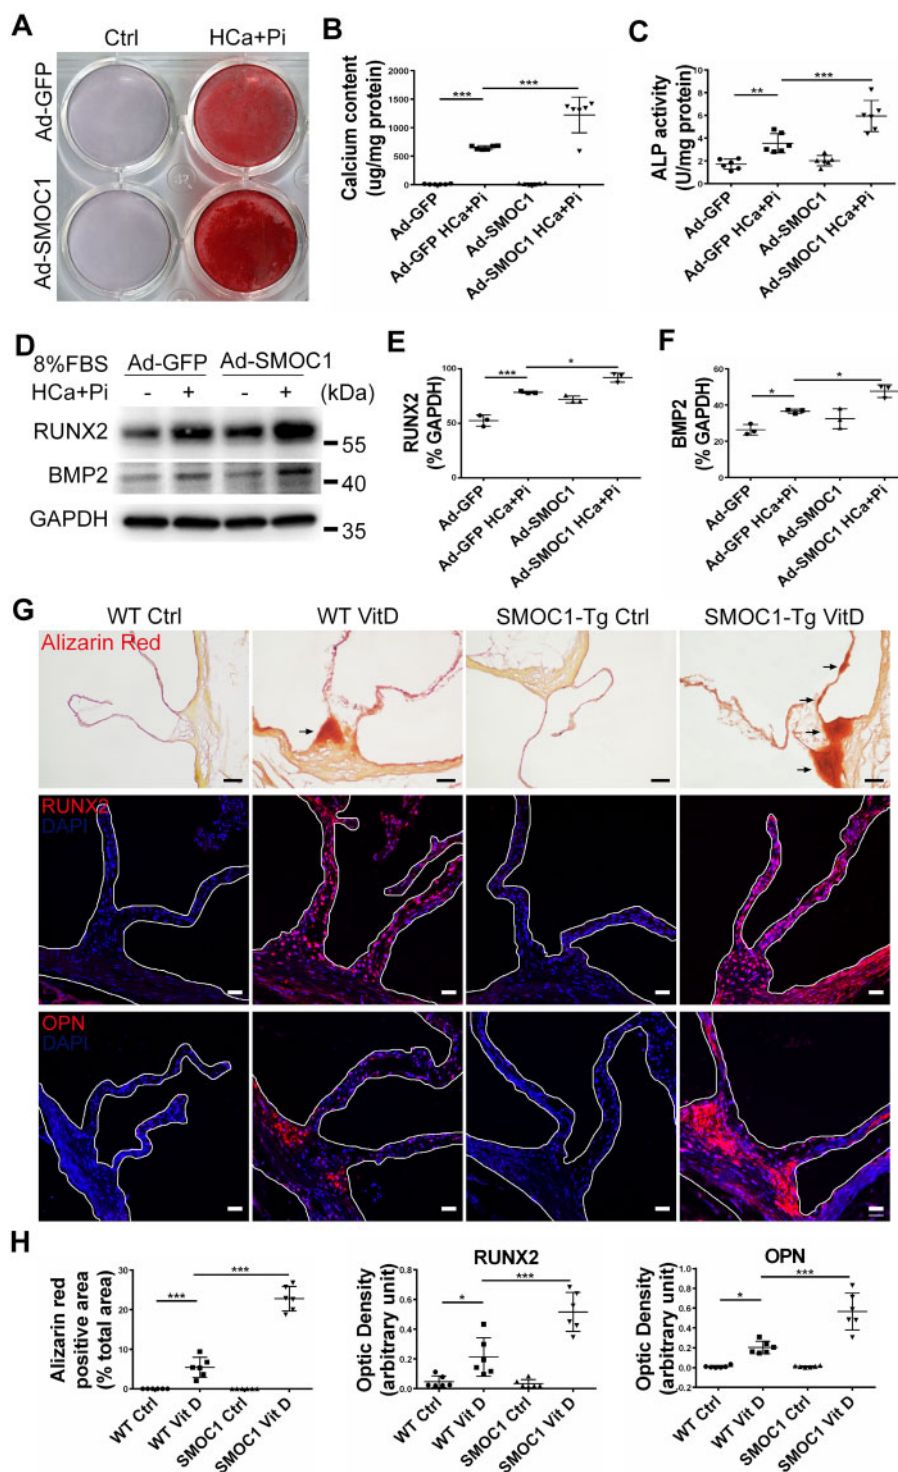 A
Ctrl
HCa+Pi
Ad-GFP
Ad-SMOC1
B
Calcium content
(ug/mg protein)
1500
1000
500
0
***
***
Ad-GFP
Ad-GFP HCa+Pi
Ad-SMOC1
Ad-SMOC1 HCa+Pi
C
ALP activity
(U/mg protein)
10
8
6
4
2
0
**
***
Ad-GFP
Ad-GFP HCa+Pi
Ad-SMOC1
Ad-SMOC1 HCa+Pi
D
8%FBS
Ad-GFP
Ad-SMOC1
HCa+Pi
- + - + (kDa)
RUNX2
55
BMP2
40
GAPDH
35
E
RUNX2
(% GAPDH)
100
50
0
***
*
Ad-GFP
Ad-GFP HCa+Pi
Ad-SMOC1
Ad-SMOC1 HCa+Pi
F
BMP2
(% GAPDH)
60
40
20
0
*
*
Ad-GFP
Ad-GFP HCa+Pi
Ad-SMOC1
Ad-SMOC1 HCa+Pi
G
WT Ctrl
WT VitD
SMOC1-Tg Ctrl
SMOC1-Tg VitD
Alizarin Red
RUNX2
DAPI
OPN
DAPI
H
Alizarin red
positive area
(% total area)
30
20
10
0
***
***
WT Ctrl
WT Vit D
SMOC1 Ctrl
SMOC1 Vit D
RUNX2
Optic Density
(arbitrary unit)
0.8
0.6
0.4
0.2
0.0
*
***
WT Ctrl
WT Vit D
SMOC1 Ctrl
SMOC1 Vit D
OPN
Optic Density
(arbitrary unit)
1.0
0.8
0.6
0.4
0.2
0.0
0.2
*
***
WT Ctrl
WT Vit D
SMOC1 Ctrl
SMOC1 Vit D